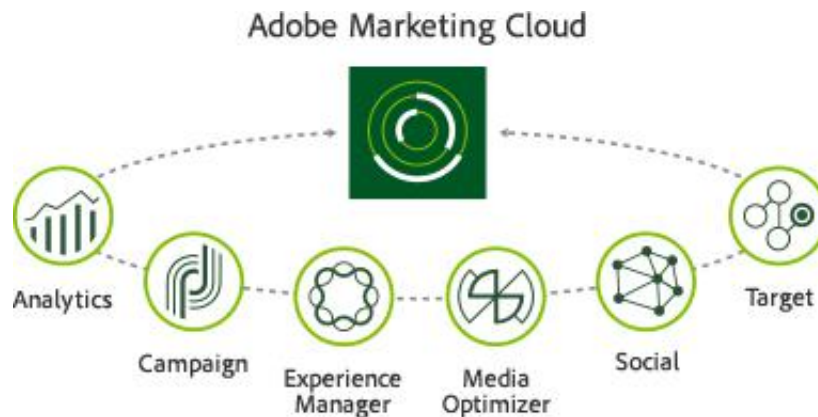 Adobe Marketing Cloud
Analytics
Campaign
Experience
Manager
Media
Optimizer
Social
Target